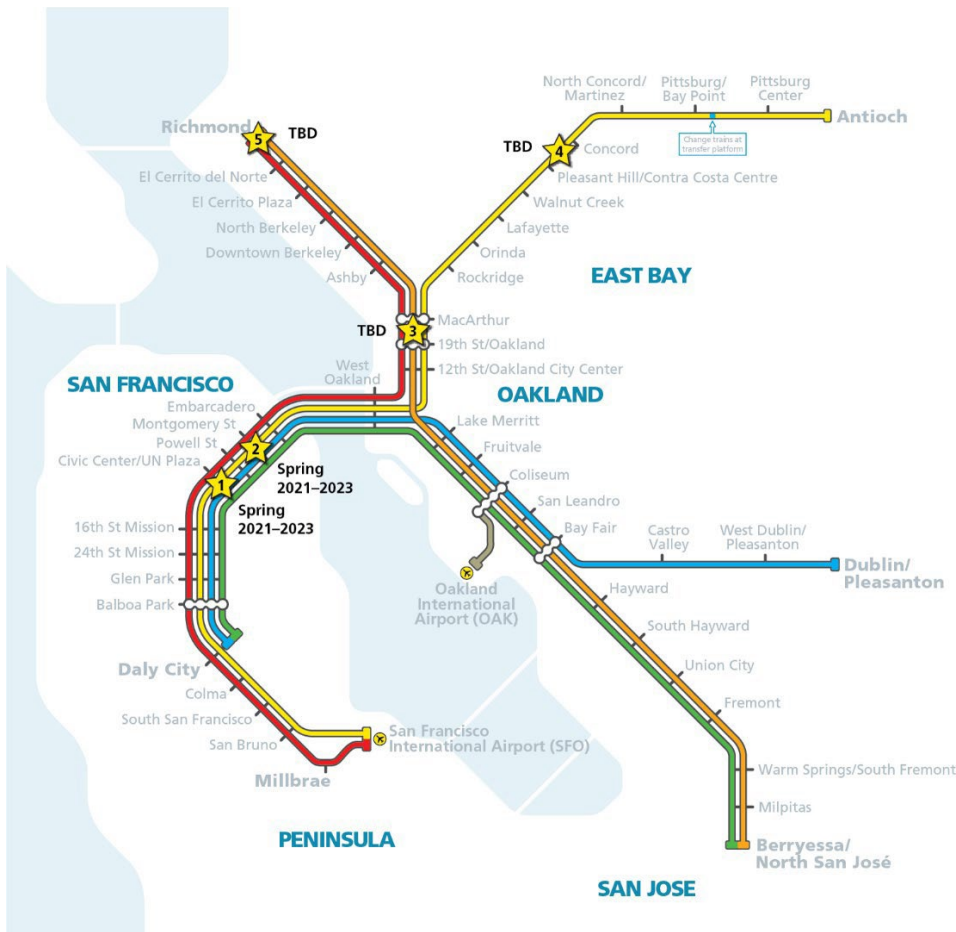 Richmond
5
TBD
El Cerrito del Norte
El Cerrito Plaza
North Berkeley
Downtown Berkeley
Ashby
North Concord/
Martinez
Pittsburg/
Bay Point
Pittsburg
Center
Antioch
Change trains at
transfer platform
TBD
4
Concord
Pleasant Hill/Contra Costa Centre
Walnut Creek
Lafayette
Orinda
Rockridge
EAST BAY
MacArthur
TBD
3
19th St/Oakland
12th St/Oakland City Center
West
Oakland
OAKLAND
SAN FRANCISCO
Embarcadero
Montgomery St
Powell St
Civic Center/UN Plaza
2
Spring
2021–2023
1
Spring
2021–2023
16th St Mission
24th St Mission
Glen Park
Balboa Park
Daly City
Colma
South San Francisco
San Bruno
Millbrae
San Francisco
International Airport (SFO)
PENINSULA
Lake Merritt
Fruitvale
Coliseum
San Leandro
Bay Fair
Oakland
International
Airport (OAK)
Castro
Valley
West Dublin/
Pleasanton
Dublin/
Pleasanton
Hayward
South Hayward
Union City
Fremont
Warm Springs/South Fremont
Milpitas
Berryessa/
North San José
SAN JOSE